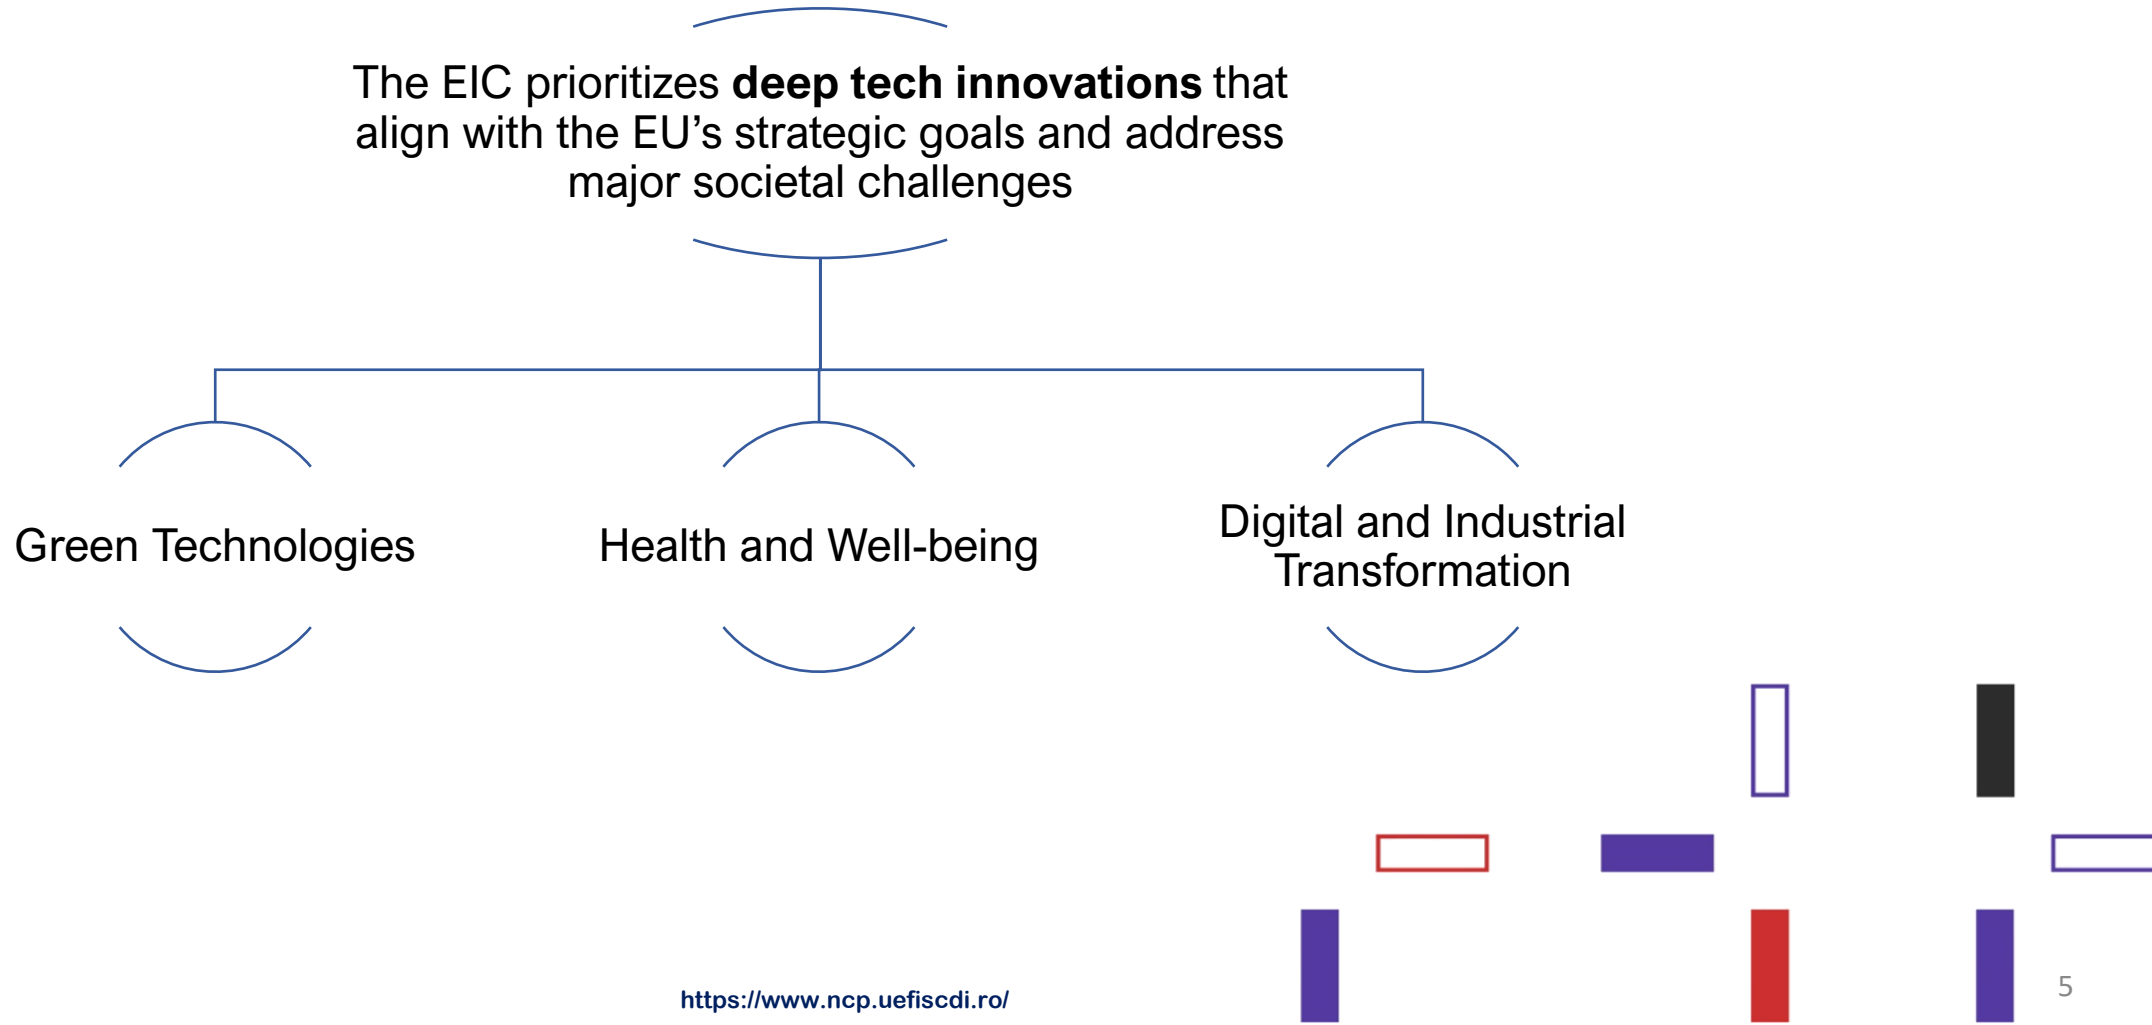 The EIC prioritizes deep tech innovations that
align with the EU’s strategic goals and address
major societal challenges
Green Technologies
Health and Well-being
Digital and Industrial
Transformation
https://www.ncp.uefiscdi.ro/
5